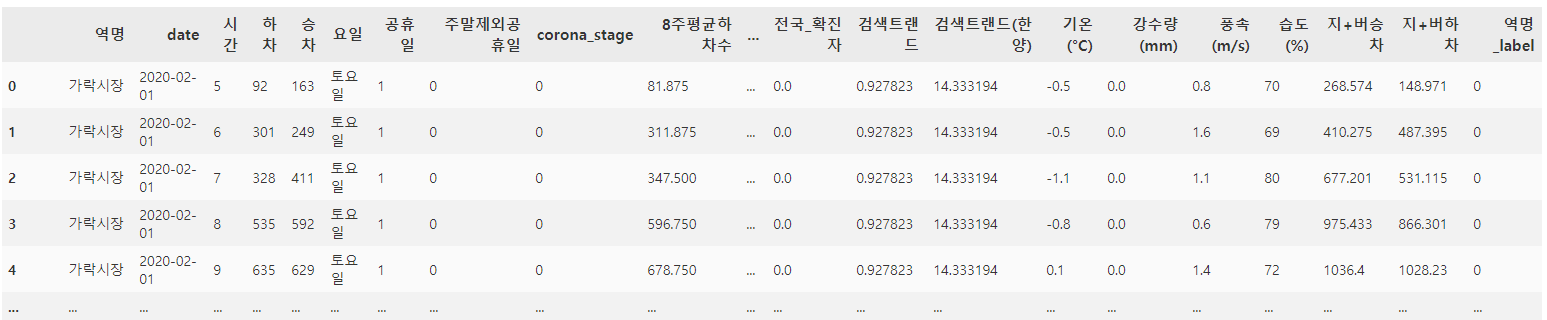 역명 date 시간 하차 승차 요일 공휴일 주말제외공휴일 corona_stage 8주평균하차수 ... 전국_확진자 검색트랜드 검색트랜드(한양) 기온(°C) 강수량(mm) 풍속(m/s) 습도(%) 지+버승차 지+버하차 역명_label
0 가락시장 2020-02-01 5 92 163 토요일 1 0 0 81.875 ... 0.0 0.927823 14.333194 -0.5 0.0 0.8 70 268.574 148.971 0
1 가락시장 2020-02-01 6 301 249 토요일 1 0 0 311.875 ... 0.0 0.927823 14.333194 -0.5 0.0 1.6 69 410.275 487.395 0
2 가락시장 2020-02-01 7 328 411 토요일 1 0 0 347.500 ... 0.0 0.927823 14.333194 -1.1 0.0 1.1 80 677.201 531.115 0
3 가락시장 2020-02-01 8 535 592 토요일 1 0 0 596.750 ... 0.0 0.927823 14.333194 -0.8 0.0 0.6 79 975.433 866.301 0
4 가락시장 2020-02-01 9 635 629 토요일 1 0 0 678.750 ... 0.0 0.927823 14.333194 0.1 0.0 1.4 72 1036.4 1028.23 0
... ... ... ... ... ... ... ... ... ... ... ... ... ... ... ... ... ... ... ... ... ...